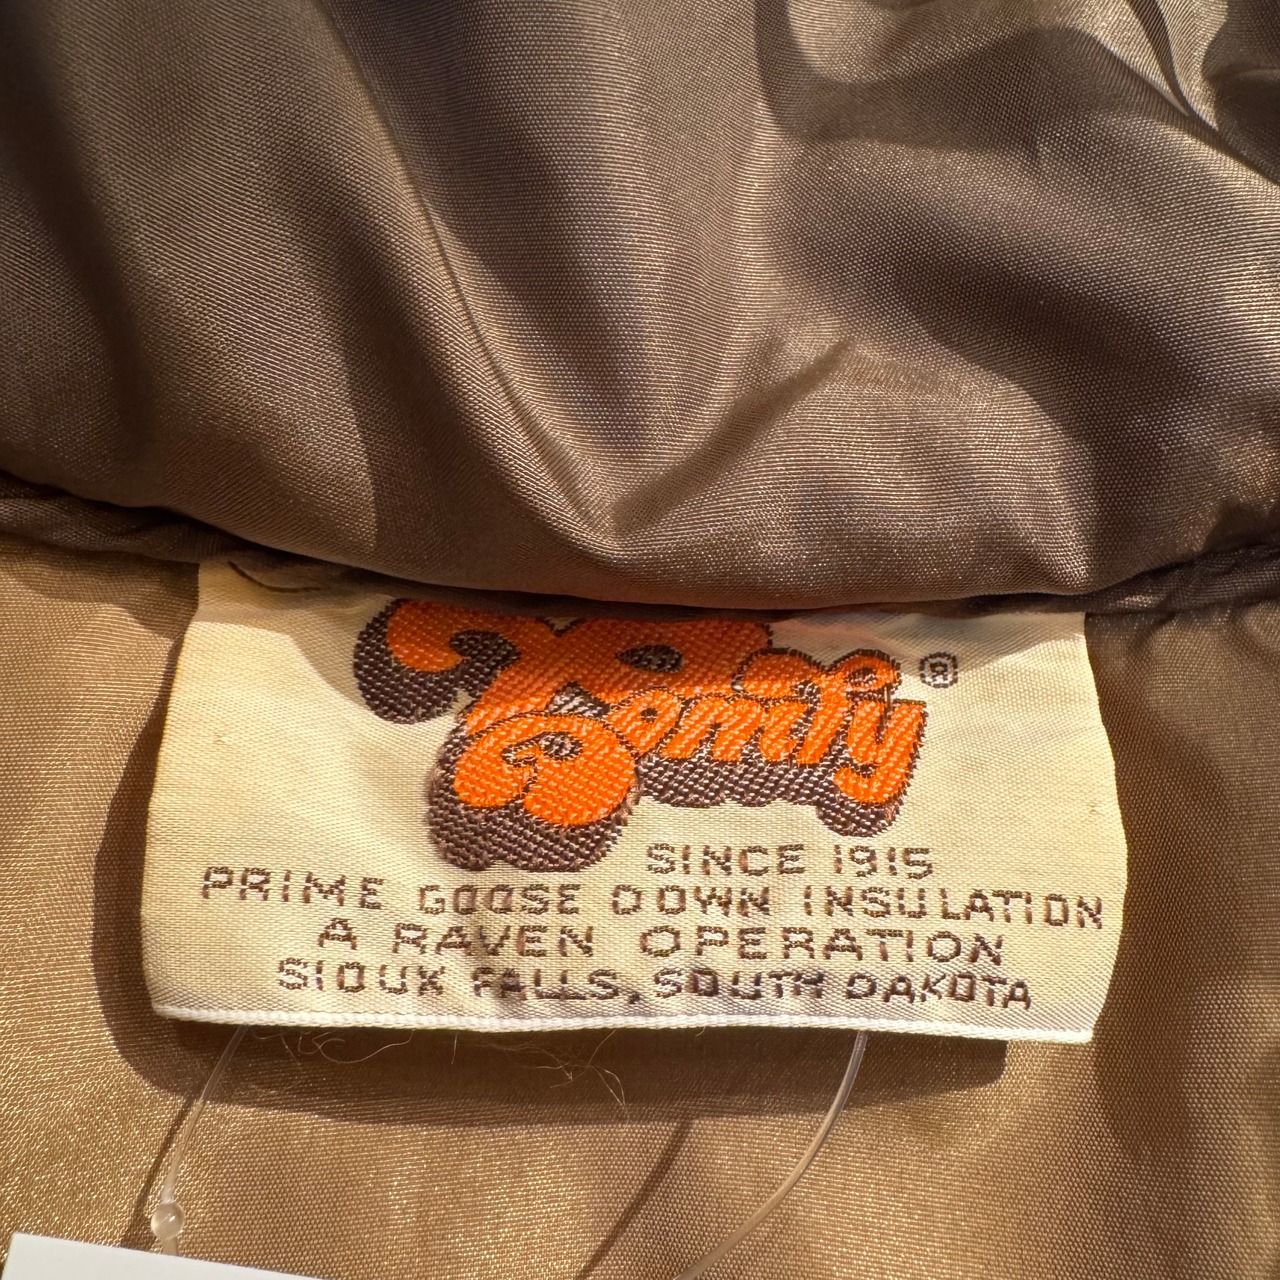 Comfy ®
SINCE 1915
PRIME GOOSE DOWN INSULATION
A RAVEN OPERATION
SIOUX FALLS, SOUTH DAKOTA